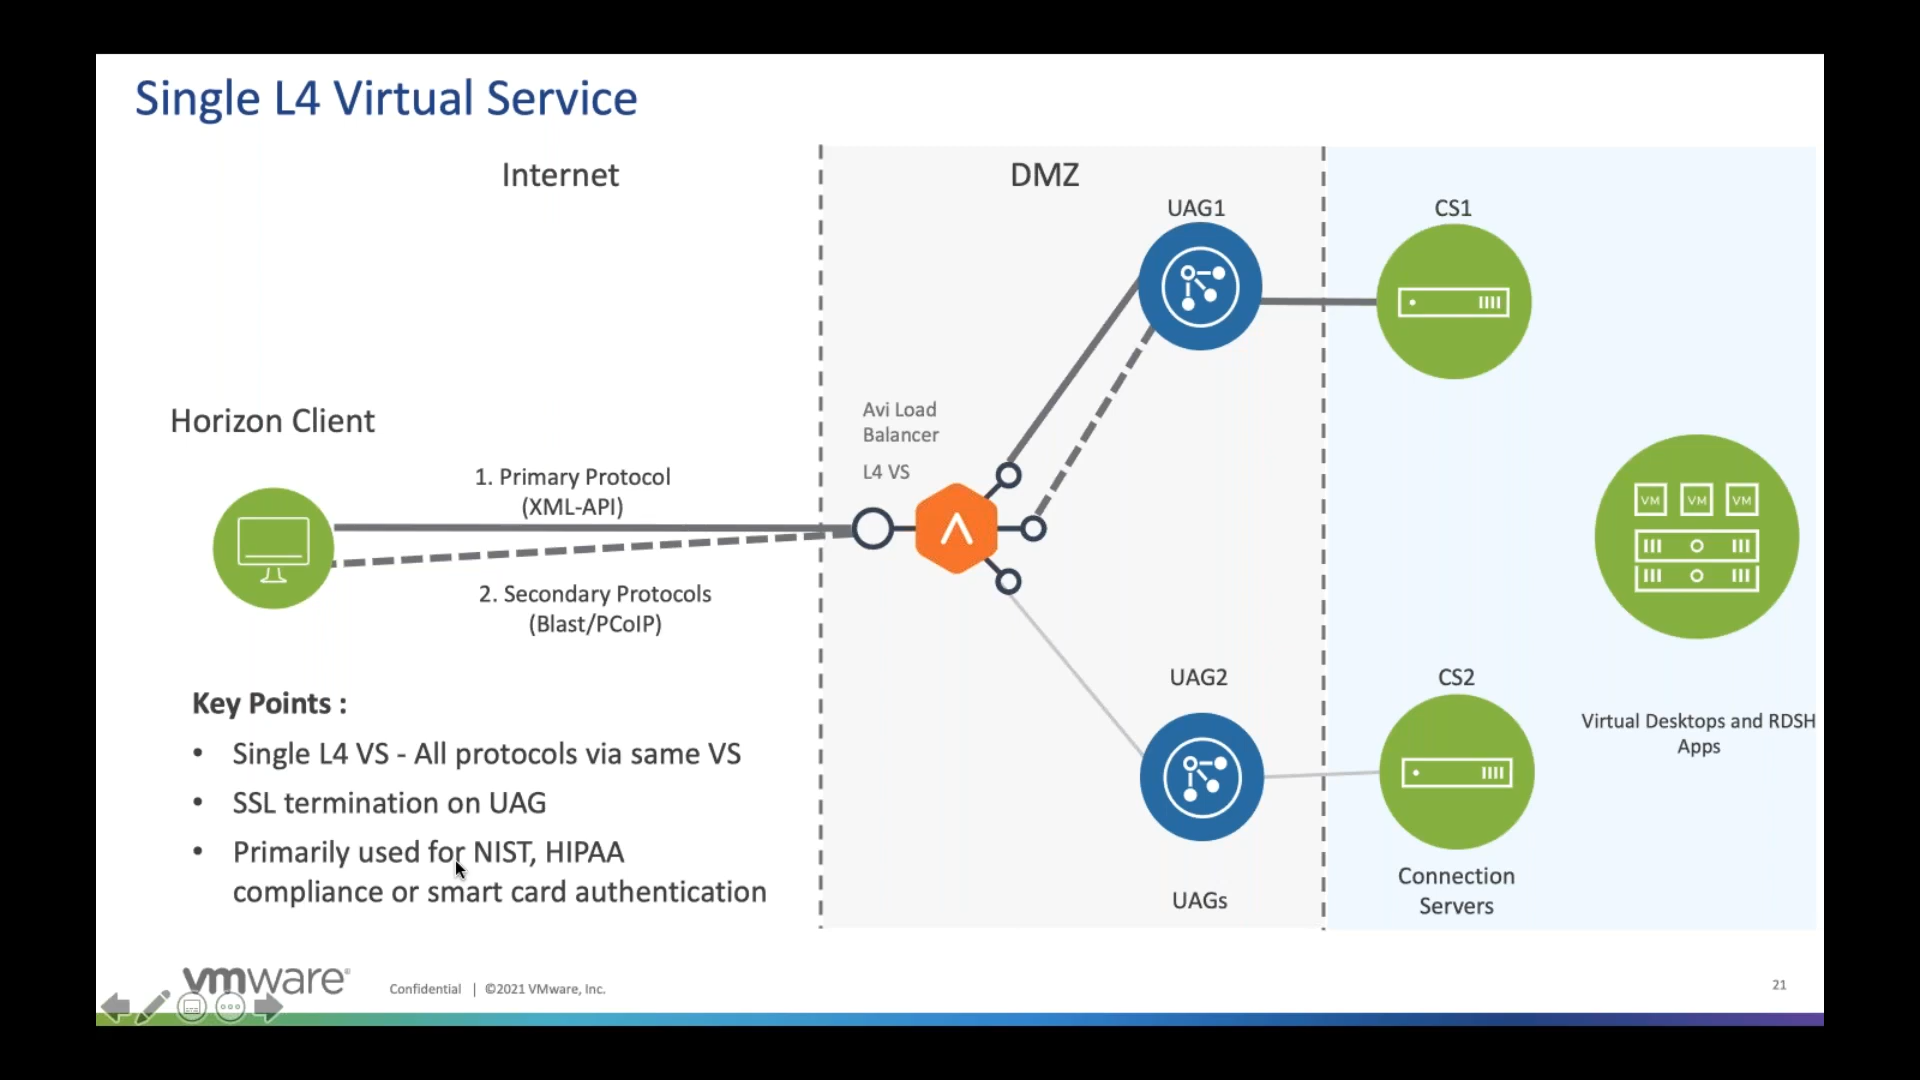 Single L4 Virtual Service
Internet
DMZ
UAG1
CS1
Horizon Client
Avi Load
Balancer
L4 VS
1. Primary Protocol
(XML-API)
2. Secondary Protocols
(Blast/PCoIP)
VM VM VM
UAG2
CS2
Virtual Desktops and RDSH
Apps
Key Points :
• Single L4 VS - All protocols via same VS
• SSL termination on UAG
• Primarily used for NIST, HIPAA
compliance or smart card authentication
UAGs
Connection
Servers
vmware®
Confidential | ©2021 VMware, Inc.
21